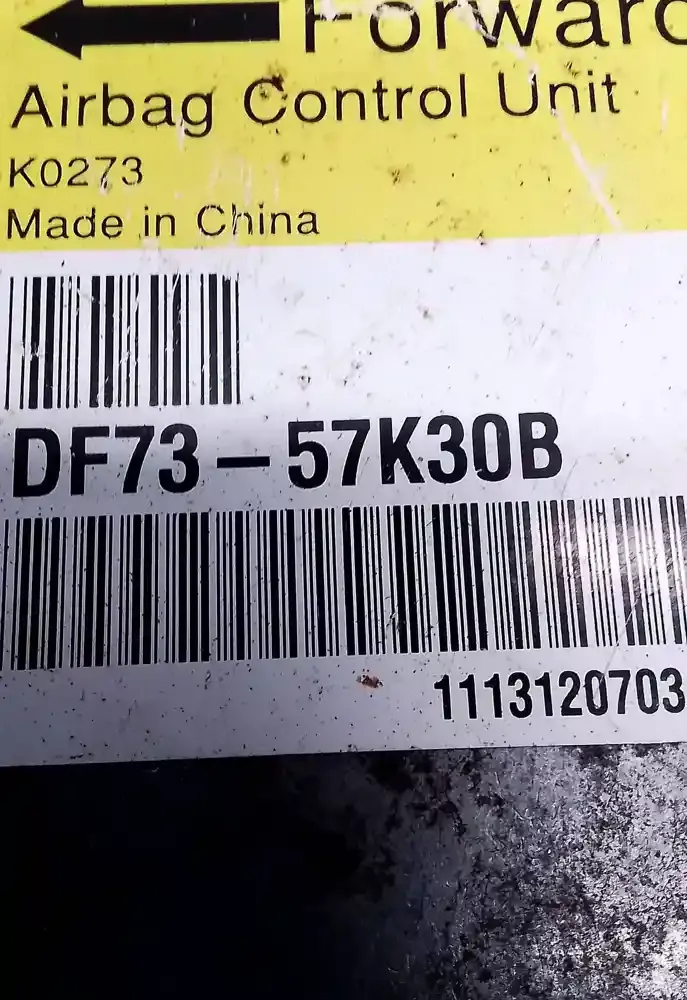 Forward
Airbag Control Unit
K0273
Made in China
DF73-57K30B
1113120703